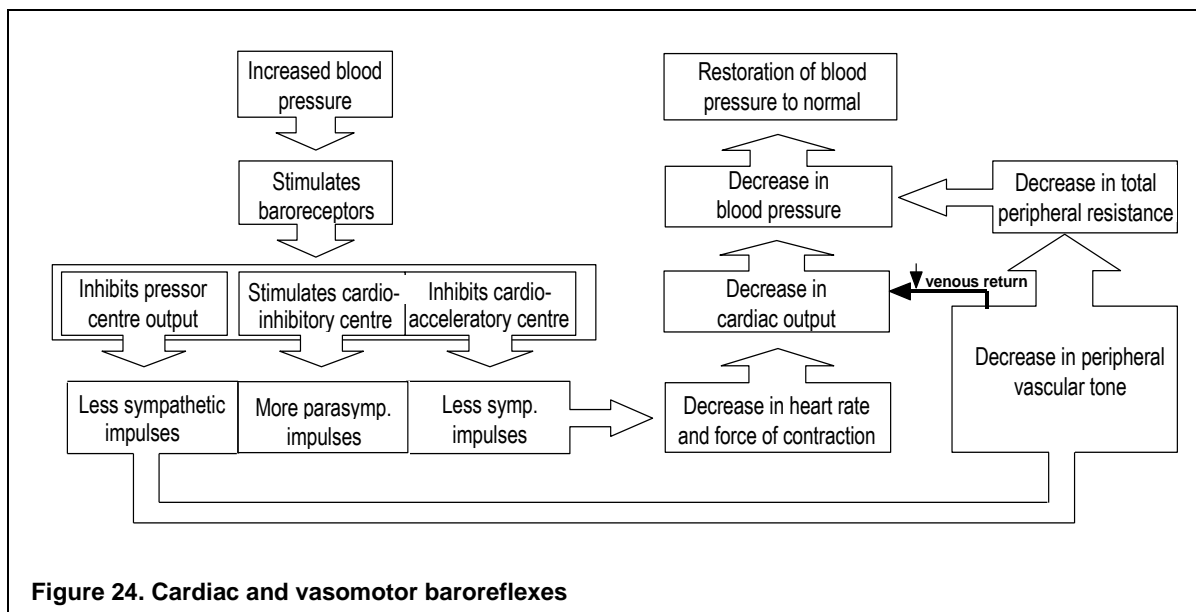 Increased blood
pressure
Stimulates
baroreceptors
Inhibits pressor
centre output
Stimulates cardio-
inhibitory centre
Inhibits cardio-
acceleratory centre
Less sympathetic
impulses
More parasymp.
impulses
Less symp.
impulses
Decrease in heart rate
and force of contraction
Decrease in
cardiac output
venous return
Decrease in peripheral
vascular tone
Decrease in total
peripheral resistance
Decrease in
blood pressure
Restoration of blood
pressure to normal
Figure 24. Cardiac and vasomotor baroreflexes